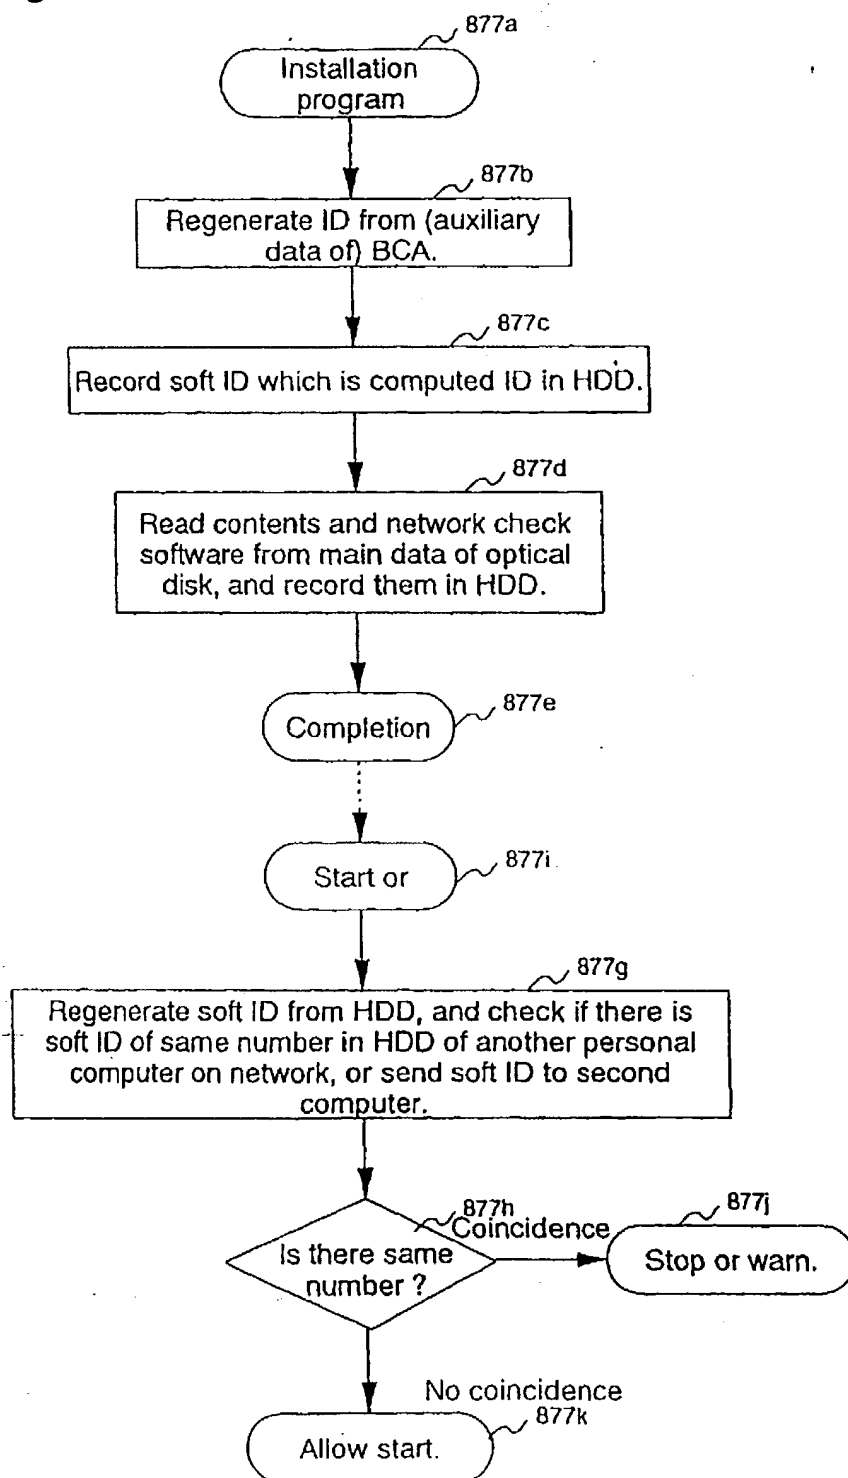 877a
Installation
program
877b
Regenerate ID from (auxiliary
data of) BCA.
877c
Record soft ID which is computed ID in HDD.
877d
Read contents and network check
software from main data of optical
disk, and record them in HDD.
877e
Completion
877i
Start or
877g
Regenerate soft ID from HDD, and check if there is
soft ID of same number in HDD of another personal
computer on network, or send soft ID to second
computer.
877h
Coincidence
877j
Is there same
number ?
Stop or warn.
No coincidence
877k
Allow start.